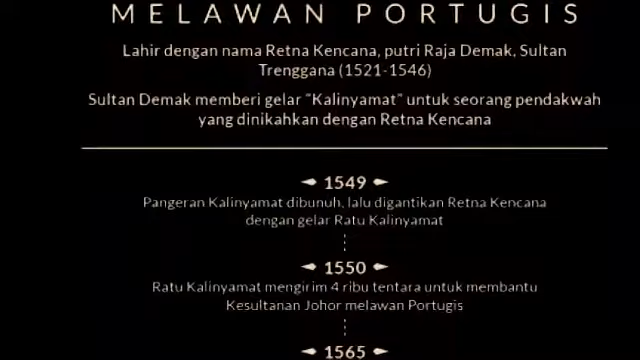 MELAWAN PORTUGIS
Lahir dengan nama Retna Kencana, putri Raja Demak, Sultan
Trenggana (1521-1546)
Sultan Demak memberi gelar "Kalinyamat" untuk seorang pendakwah
yang dinikahkan dengan Retna Kencana
1549
Pangeran Kalinyamat dibunuh, lalu digantikan Retna Kencana
dengan gelar Ratu Kalinyamat
1550
Ratu Kalinyamat mengirim 4 ribu tentara untuk membantu
Kesultanan Johor melawan Portugis
1565